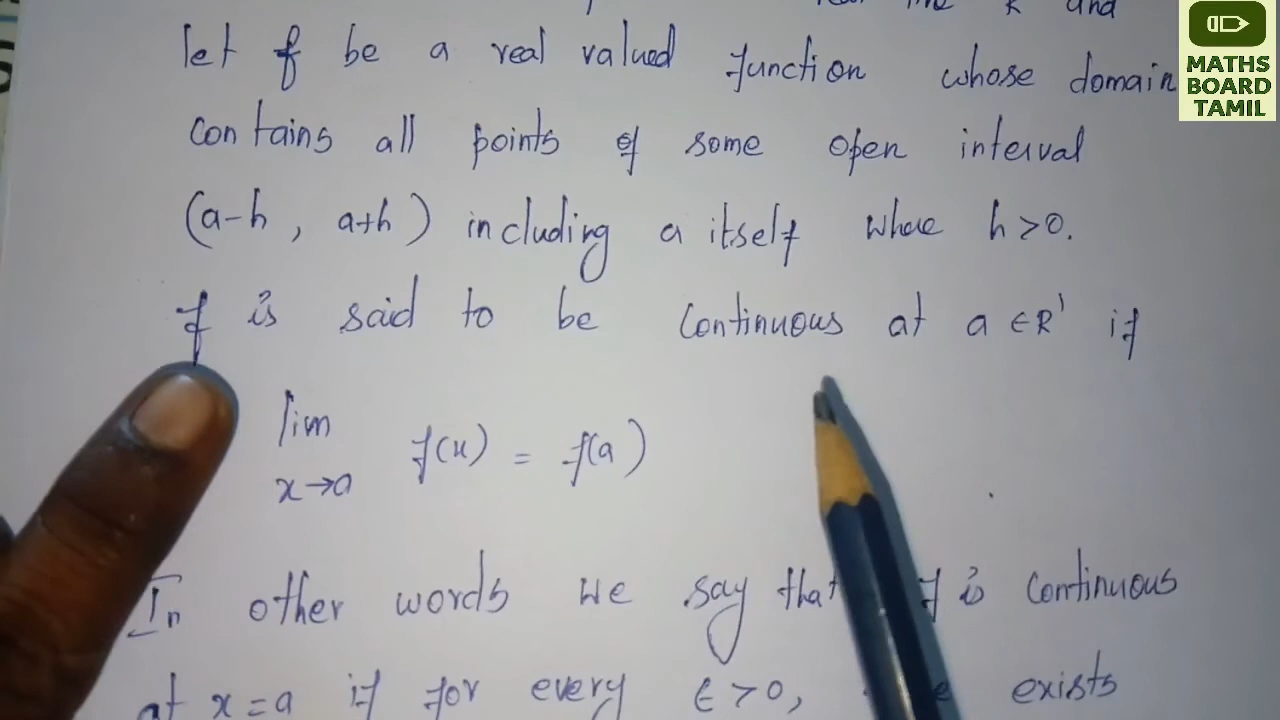 R and
let f be a real valued function whose domain
contains all points of some open interval
(a-h, a+h) including a itself where h>0.
f is said to be continuous at a ∈ R' if
lim f(x) = f(a)
x→a
In other words we say that f is continuous
at x=a if for every ε>0, exists
MATHS
BOARD
TAMIL